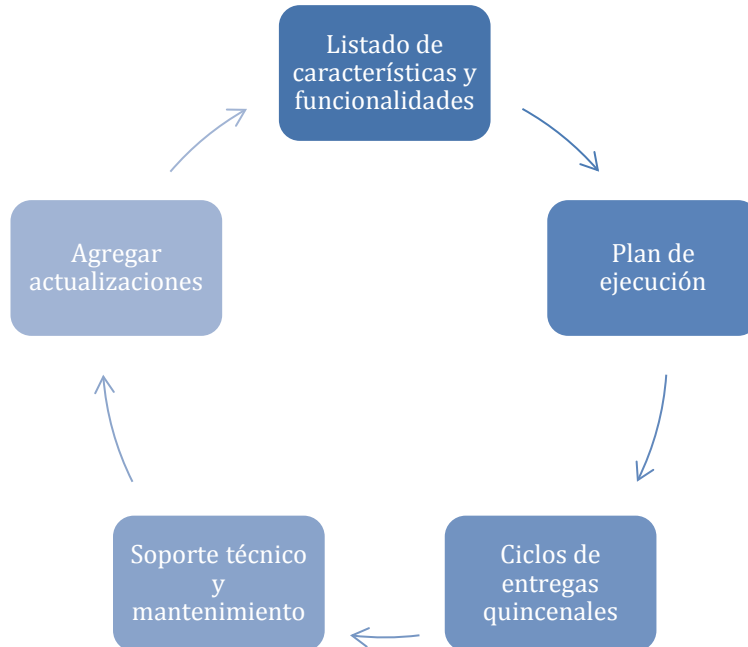 Listado de
características y
funcionalidades
Plan de
ejecución
Ciclos de
entregas
quincenales
Soporte técnico
y
mantenimiento
Agregar
actualizaciones